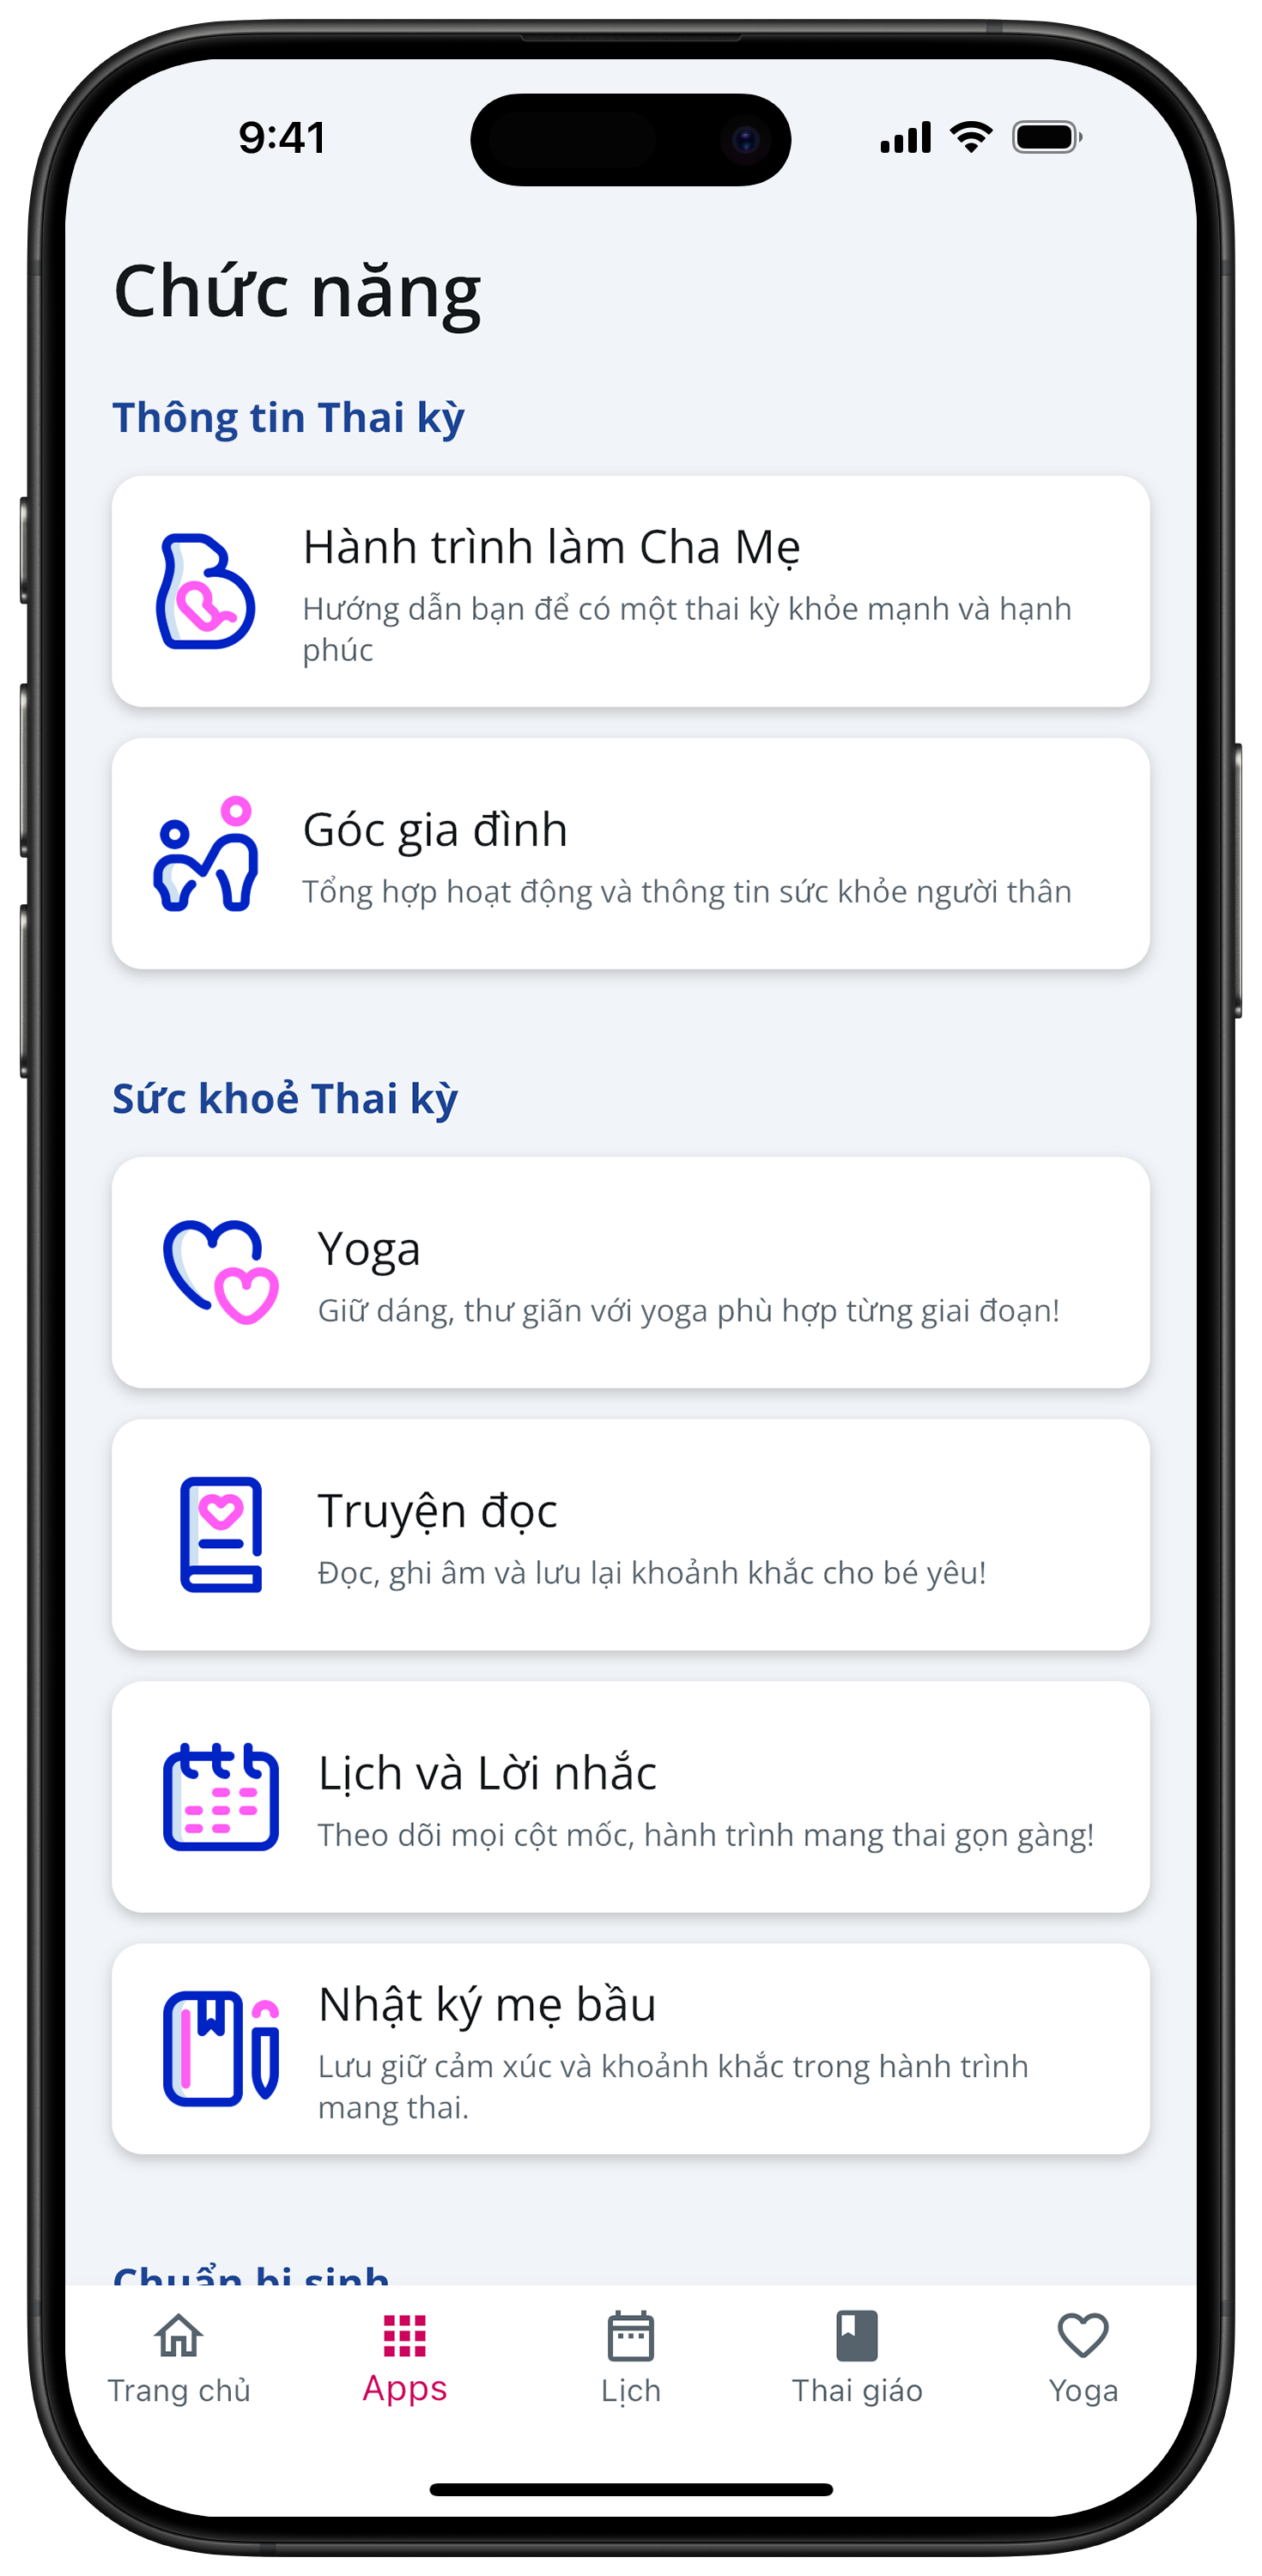 9:41
Chức năng
Thông tin Thai kỳ
Hành trình làm Cha Mẹ
Hướng dẫn bạn để có một thai kỳ khỏe mạnh và hạnh
phúc
Góc gia đình
Tổng hợp hoạt động và thông tin sức khỏe người thân
Sức khoẻ Thai kỳ
Yoga
Giữ dáng, thư giãn với yoga phù hợp từng giai đoạn!
Truyện đọc
Đọc, ghi âm và lưu lại khoảnh khắc cho bé yêu!
Lịch và Lời nhắc
Theo dõi mọi cột mốc, hành trình mang thai gọn gàng!
Nhật ký mẹ bầu
Lưu giữ cảm xúc và khoảnh khắc trong hành trình
mang thai.
Chuẩn bị sinh
Trang chủ
Apps
Lịch
Thai giáo
Yoga